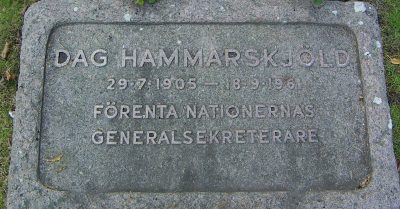 DAG HAMMARSKJÖLD
29·7·1905 — 18·9·1961
FÖRENTA NATIONERNAS
GENERALSEKRETERARE